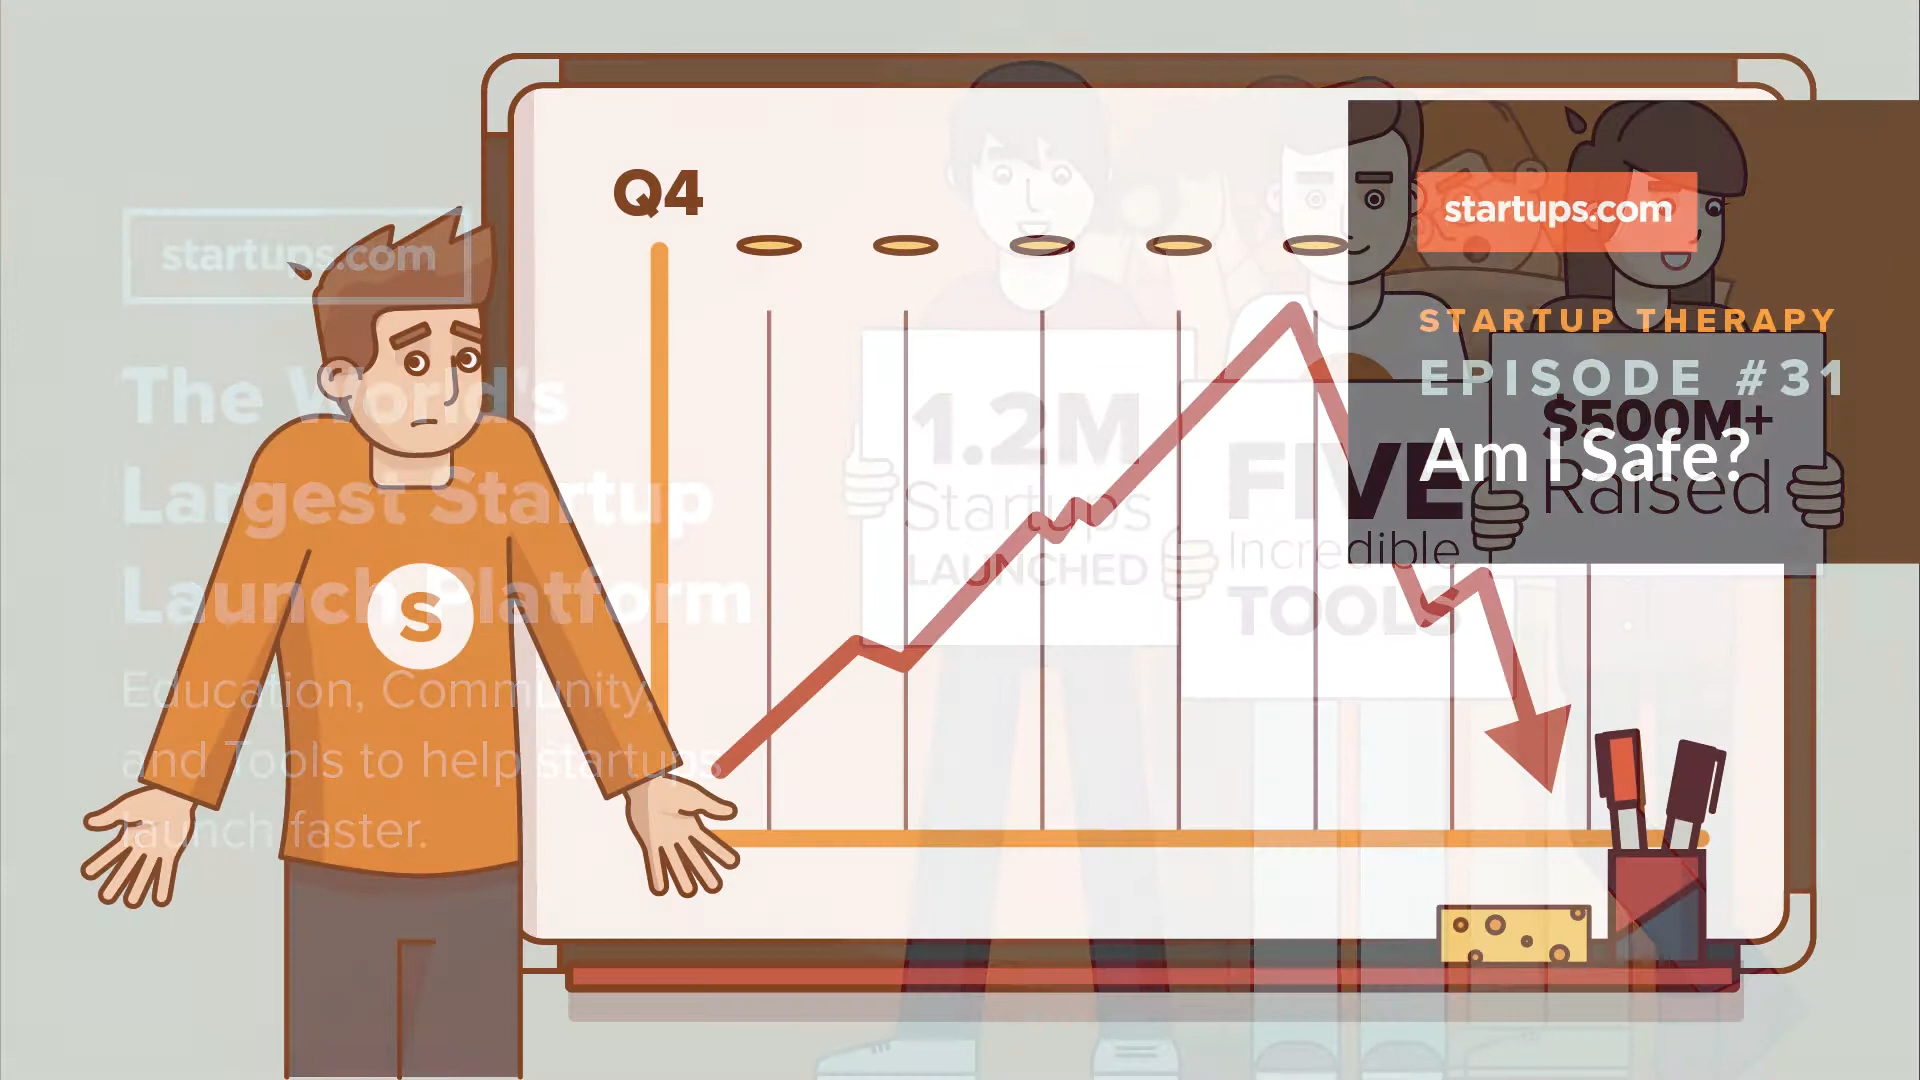 Q4
startups.com
The World's
Largest Startup
Launch Platform
Education, Community,
and Tools to help startups
launch faster.
S
1.2M
Startups
LAUNCHED
FIVE
Incredible
TOOLS
$500M+
Raised
startups.com
STARTUP THERAPY
EPISODE #31
Am I Safe?